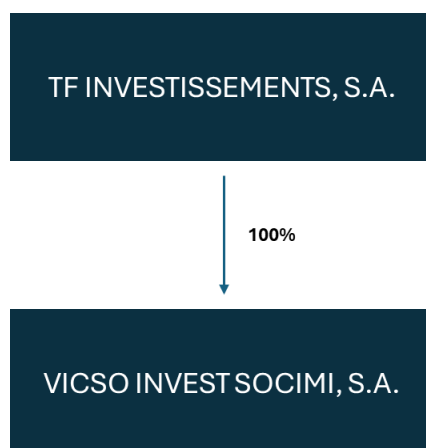 TF INVESTISSEMENTS, S.A.
100%
VICSO INVEST SOCIMI, S.A.